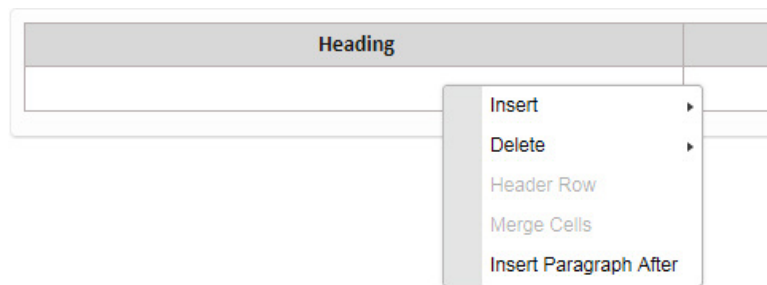 Heading
Insert
Delete
Header Row
Merge Cells
Insert Paragraph After